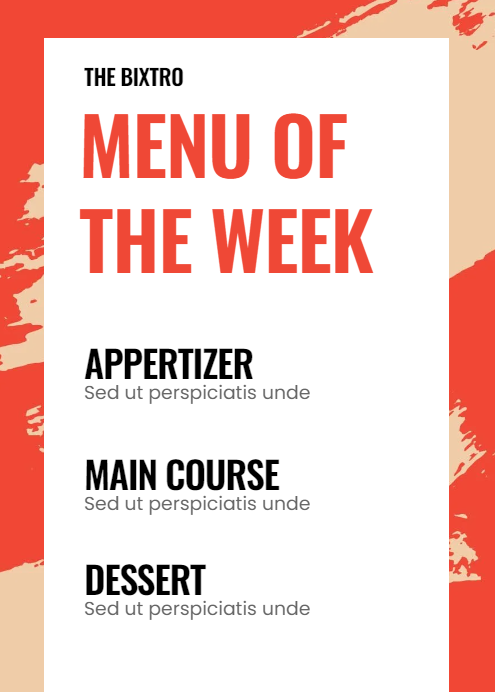 THE BIXTRO
MENU OF
THE WEEK
APPERTIZER
Sed ut perspiciatis unde
MAIN COURSE
Sed ut perspiciatis unde
DESSERT
Sed ut perspiciatis unde